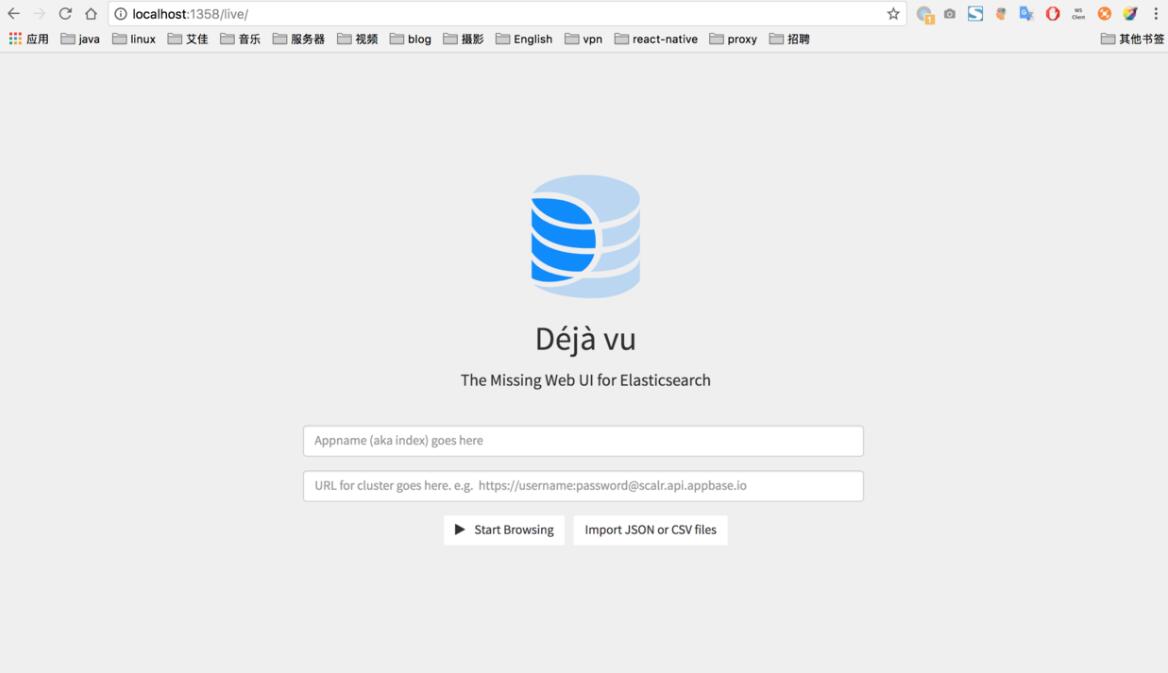 localhost:1358/live/
应用 java linux 艾佳 音乐 服务器 视频 blog 摄影 English vpn react-native proxy 招聘 其他书签
Déjà vu
The Missing Web UI for Elasticsearch
Appname (aka index) goes here
URL for cluster goes here. e.g. https://username:password@scalr.api.appbase.io
Start Browsing Import JSON or CSV files